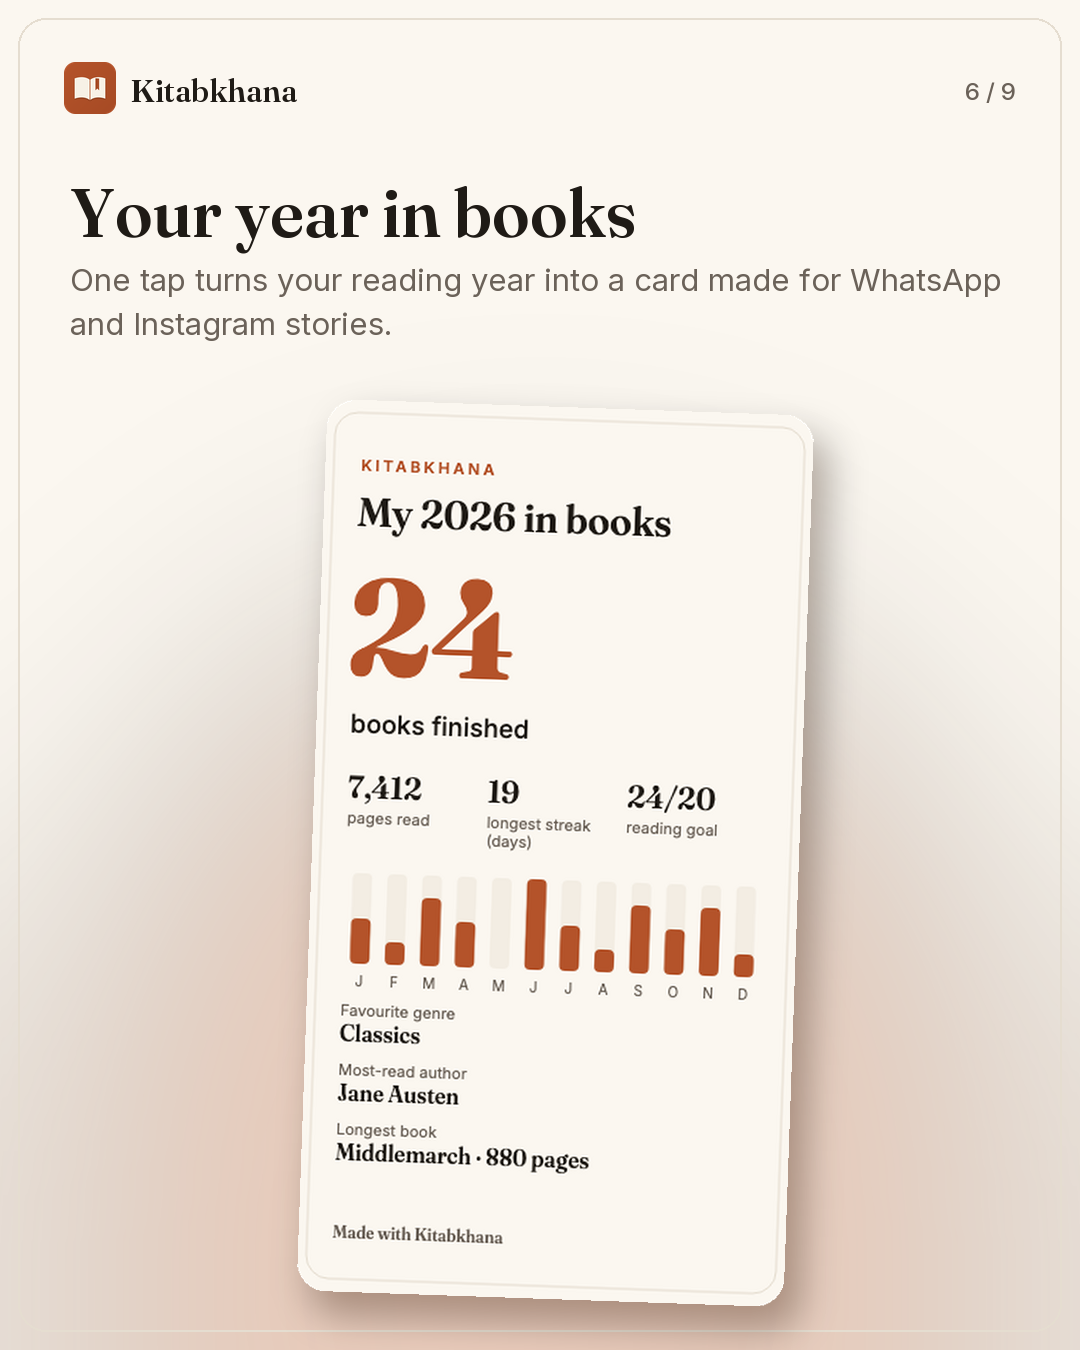 Kitabkhana
6 / 9
Your year in books
One tap turns your reading year into a card made for WhatsApp
and Instagram stories.
KITABKHANA
My 2026 in books
24
books finished
7,412 19 24/20
pages read longest streak reading goal
(days)
J F M A M J J A S O N D
Favourite genre
Classics
Most-read author
Jane Austen
Longest book
Middlemarch · 880 pages
Made with Kitabkhana